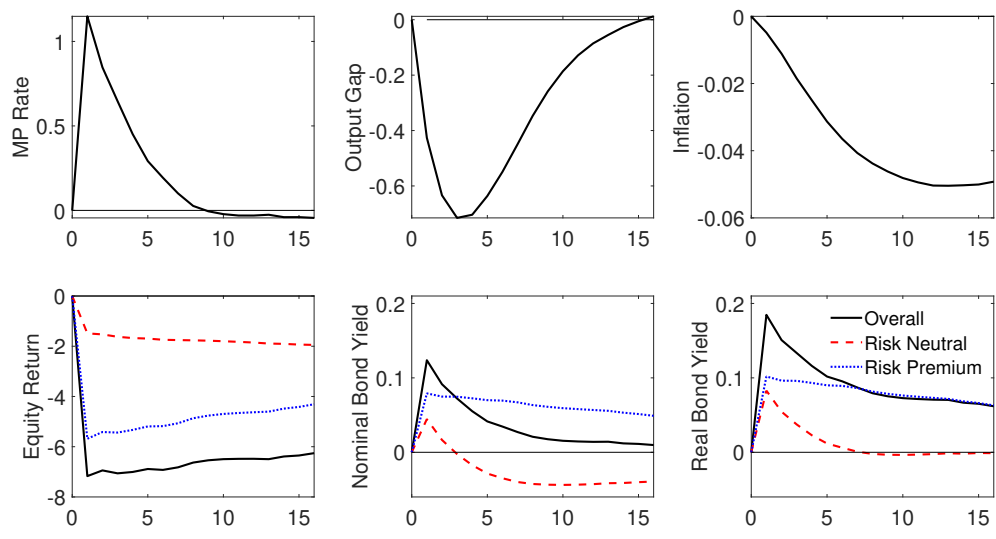 MP Rate
1
0.5
0
0 5 10 15
Output Gap
0
-0.2
-0.4
-0.6
0 5 10 15
Inflation
0
-0.02
-0.04
-0.06
0 5 10 15
Equity Return
0
-2
-4
-6
-8
0 5 10 15
Nominal Bond Yield
0.2
0.1
0
0 5 10 15
Real Bond Yield
0.2
0.1
0
0 5 10 15
Overall
Risk Neutral
Risk Premium